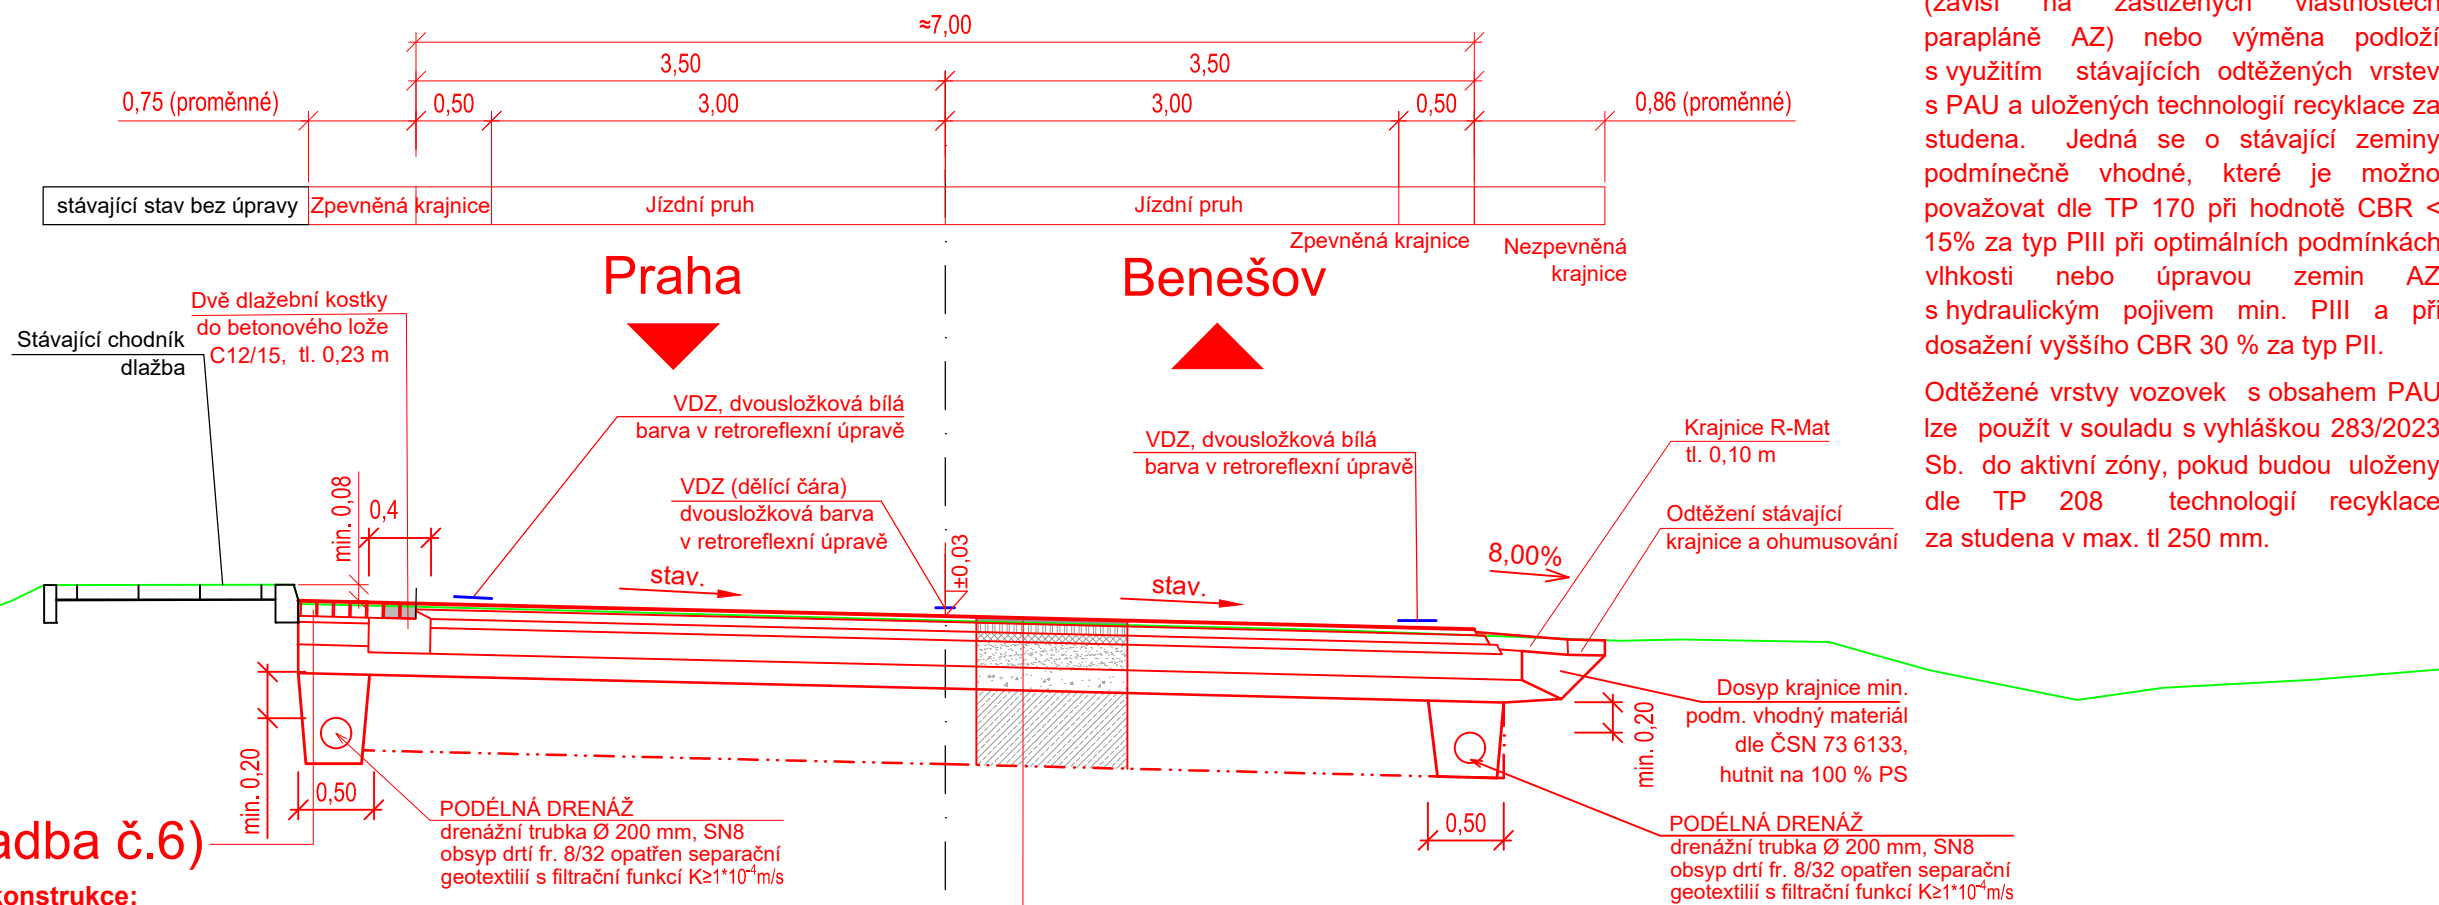 ≈7,00
3,50
3,50
0,75 (proměnné)
0,50
3,00
3,00
0,50
0,86 (proměnné)
stávající stav bez úpravy
Zpevněná krajnice
Jízdní pruh
Jízdní pruh
Zpevněná krajnice
Nezpevněná
krajnice
Praha
Benešov
Dvě dlažební kostky
do betonového lože
C12/15, tl. 0,23 m
Stávající chodník
dlažba
VDZ, dvousložková bílá
barva v retroreflexní úpravě
VDZ (dělící čára)
dvousložková barva
v retroreflexní úpravě
VDZ, dvousložková bílá
barva v retroreflexní úpravě
Krajnice R-Mat
tl. 0,10 m
Odtěžení stávající
krajnice a ohumusování
min. 0,08
0,4
±0,03
stav.
stav.
8,00%
min. 0,20
0,50
PODÉLNÁ DRENÁŽ
drenážní trubka Ø 200 mm, SN8
obsyp drtí fr. 8/32 opatřen separační
geotextilií s filtrační funkcí K≥1*10⁻⁴m/s
Dosyp krajnice min.
podm. vhodný materiál
dle ČSN 73 6133,
hutnit na 100 % PS
min. 0,20
0,50
PODÉLNÁ DRENÁŽ
drenážní trubka Ø 200 mm, SN8
obsyp drtí fr. 8/32 opatřen separační
geotextilií s filtrační funkcí K≥1*10⁻⁴m/s
adba č.6)
konstrukce:
(závisí na zastižených vlastnostech
parapláně AZ) nebo výměna podloží
s využitím stávajících odtěžených vrstev
s PAU a uložených technologií recyklace za
studena. Jedná se o stávající zeminy
podmínečně vhodné, které je možno
považovat dle TP 170 při hodnotě CBR <
15% za typ PIII při optimálních podmínkách
vlhkosti nebo úpravou zemin AZ
s hydraulickým pojivem min. PIII a při
dosažení vyššího CBR 30 % za typ PII.
Odtěžené vrstvy vozovek s obsahem PAU
lze použít v souladu s vyhláškou 283/2023
Sb. do aktivní zóny, pokud budou uloženy
dle TP 208 technologií recyklace
za studena v max. tl 250 mm.